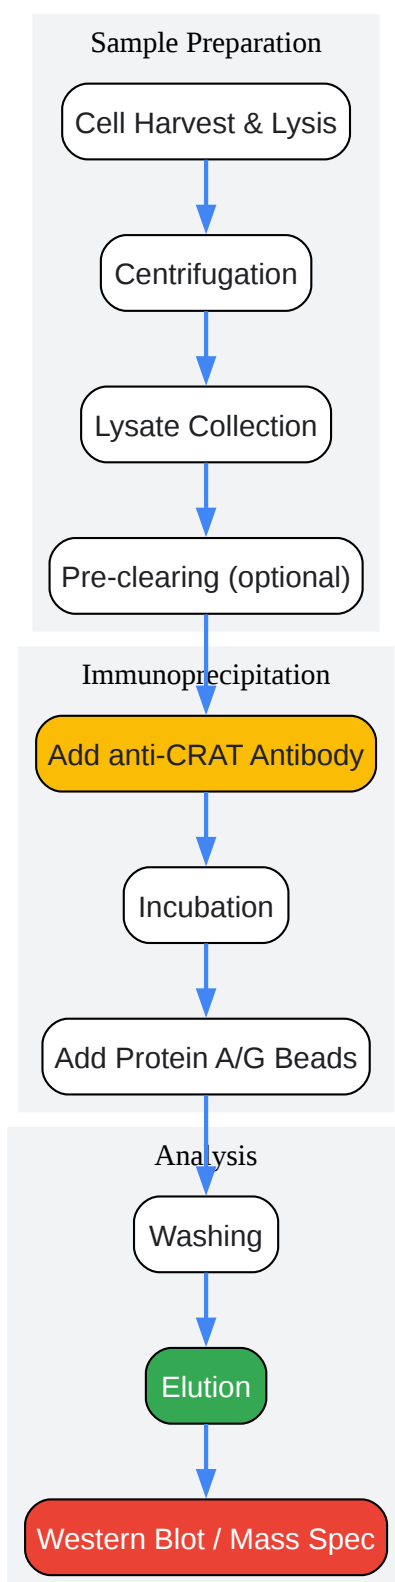 Sample Preparation
Cell Harvest & Lysis
Centrifugation
Lysate Collection
Pre-clearing (optional)
Immunoprecipitation
Add anti-CRAT Antibody
Incubation
Add Protein A/G Beads
Analysis
Washing
Elution
Western Blot / Mass Spec